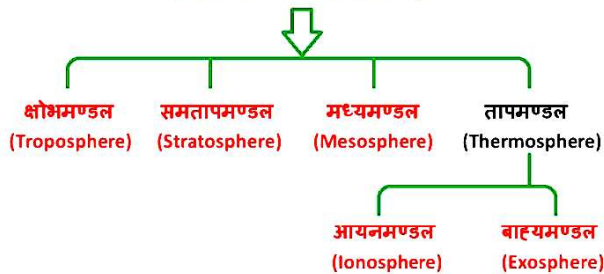 क्षोभमण्डल समतापमण्डल मध्यमण्डल तापमण्डल
(Troposphere) (Stratosphere) (Mesosphere) (Thermosphere)
आयनमण्डल बाह्यमण्डल
(Ionosphere) (Exosphere)